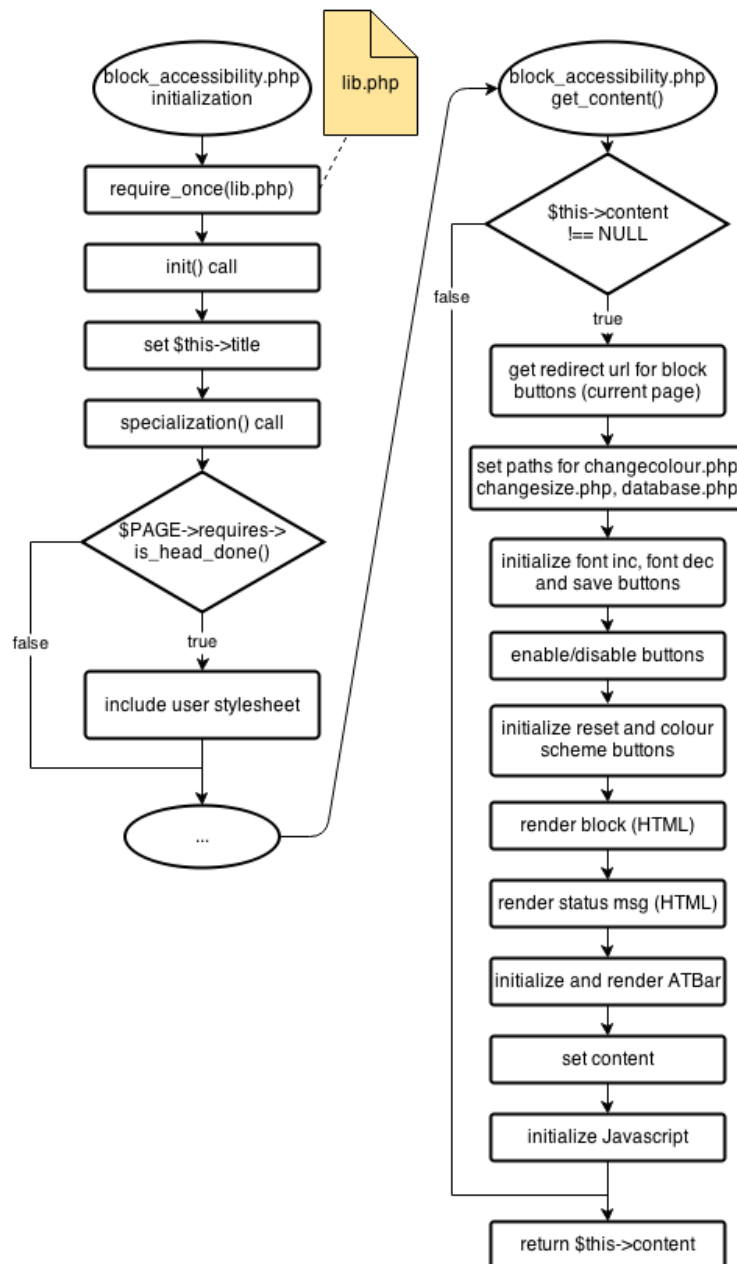 block_accessibility.php
initialization
lib.php
require_once(lib.php)
init() call
set $this->title
specialization() call
$PAGE->requires->
is_head_done()
false
true
include user stylesheet
...
block_accessibility.php
get_content()
$this->content
!== NULL
false
true
get redirect url for block
buttons (current page)
set paths for changecolour.php
changesize.php, database.php
initialize font inc, font dec
and save buttons
enable/disable buttons
initialize reset and colour
scheme buttons
render block (HTML)
render status msg (HTML)
initialize and render ATBar
set content
initialize Javascript
return $this->content